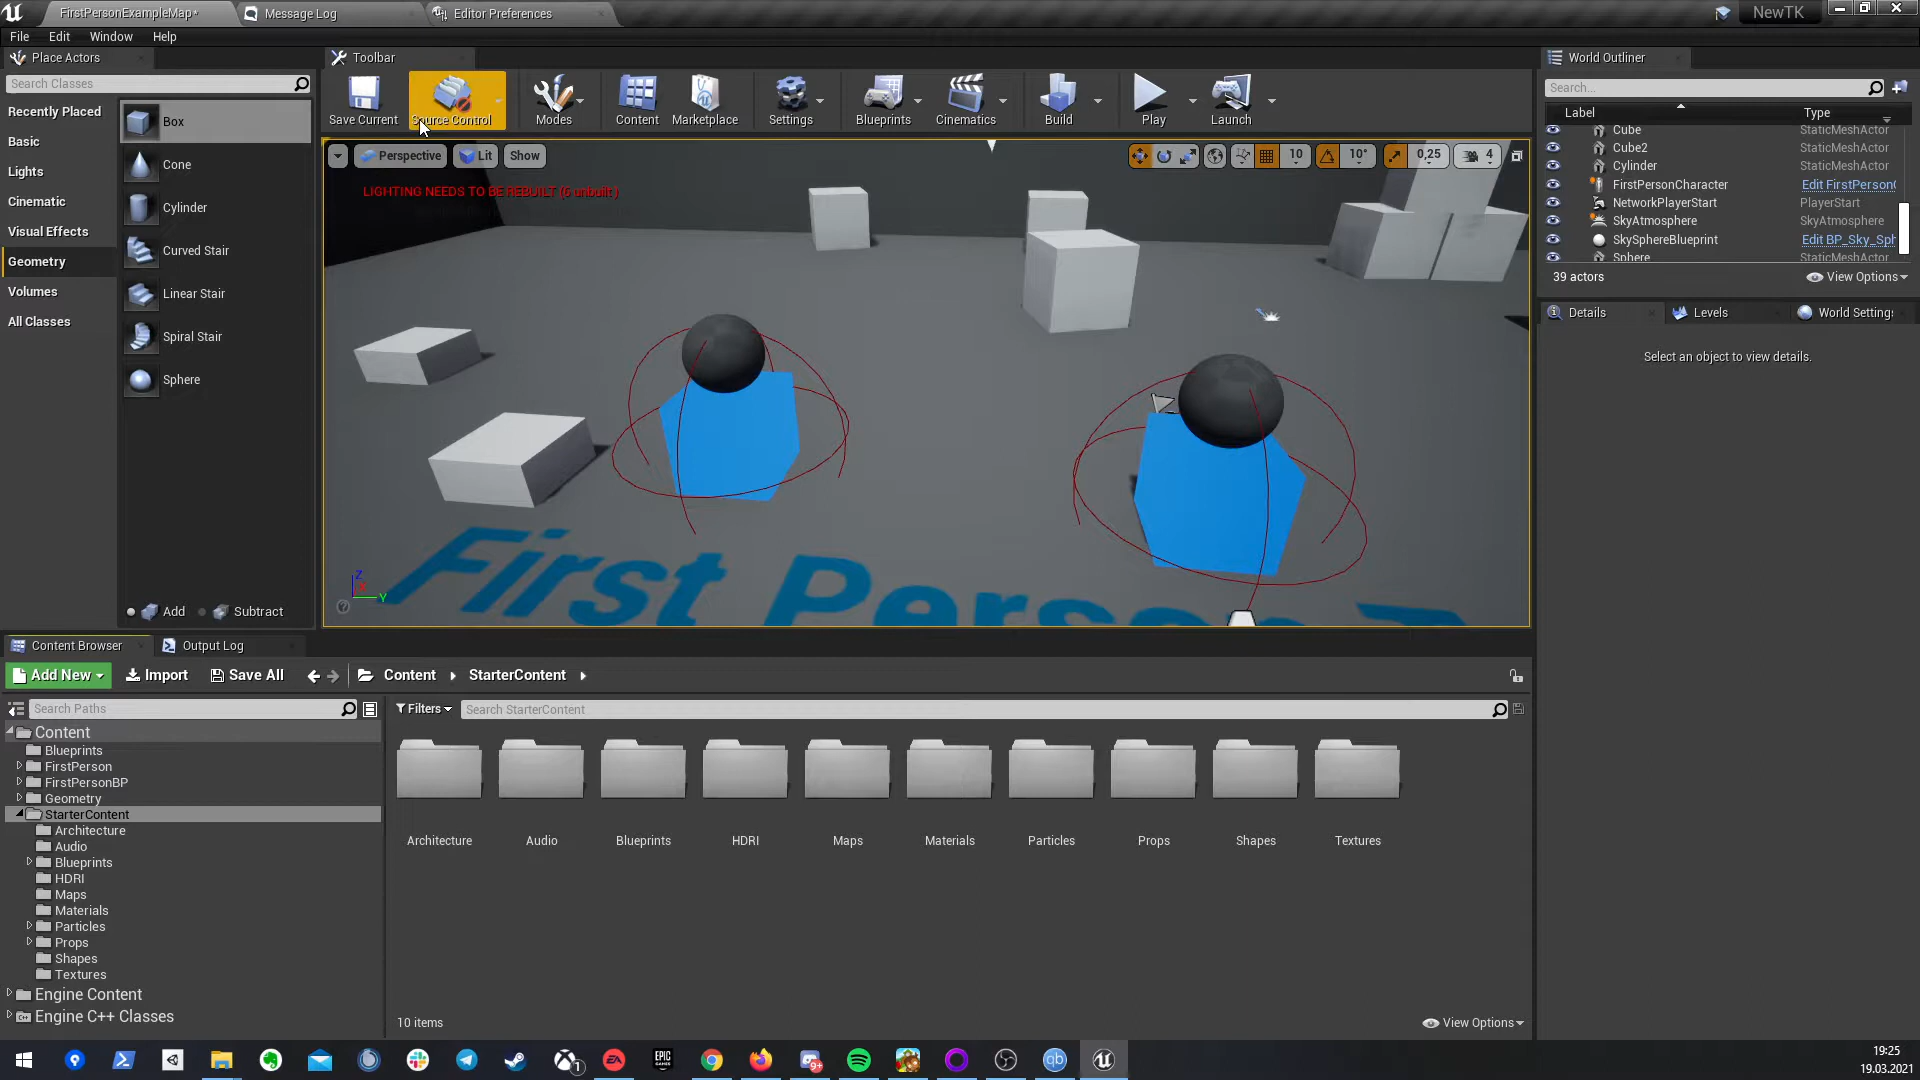 FirstPersonExampleMap*
Message Log
Editor Preferences
NewTK
File
Edit
Window
Help
Place Actors
Toolbar
World Outliner
Search Classes
Recently Placed
Basic
Lights
Cinematic
Visual Effects
Geometry
Volumes
All Classes
Box
Cone
Cylinder
Curved Stair
Linear Stair
Spiral Stair
Sphere
Add
Subtract
Save Current
Source Control
Modes
Content
Marketplace
Settings
Blueprints
Cinematics
Build
Play
Launch
Perspective
Lit
Show
10
10°
0,25
4
LIGHTING NEEDS TO BE REBUILT (6 unbuilt)
First Person T
Z
Y
Search...
Label
Type
Cube
StaticMeshActor
Cube2
StaticMeshActor
Cylinder
StaticMeshActor
FirstPersonCharacter
Edit FirstPersonC
NetworkPlayerStart
PlayerStart
SkyAtmosphere
SkyAtmosphere
SkySphereBlueprint
Edit BP_Sky_Sph
Sphere
StaticMeshActor
39 actors
View Options
Details
Levels
World Settings
Select an object to view details.
Content Browser
Output Log
Add New
Import
Save All
Content
StarterContent
Search Paths
Filters
Search StarterContent
Content
Blueprints
FirstPerson
FirstPersonBP
Geometry
StarterContent
Architecture
Audio
Blueprints
HDRI
Maps
Materials
Particles
Props
Shapes
Textures
Engine Content
Engine C++ Classes
Architecture
Audio
Blueprints
HDRI
Maps
Materials
Particles
Props
Shapes
Textures
10 items
View Options
1
EA
EPIC
GAMES
9+
qb
19:25
19.03.2021